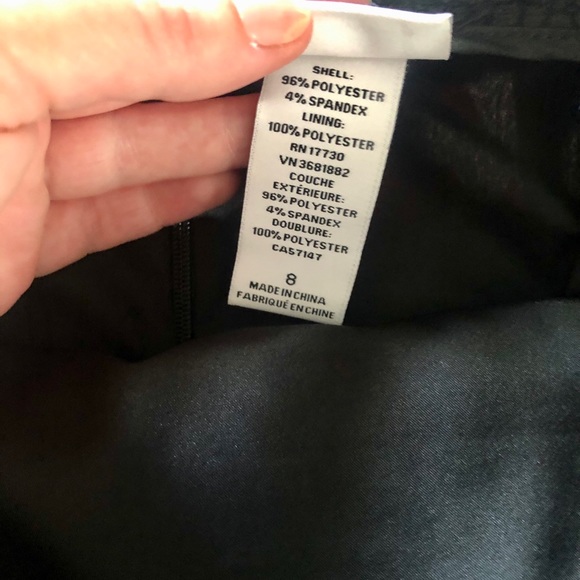 SHELL:
96% POLYESTER
4% SPANDEX
LINING:
100% POLYESTER
RN 17730
VN 3681882
COUCHE
EXTÉRIEURE:
96% POLYESTER
4% SPANDEX
DOUBLURE:
100% POLYESTER
CA57147
8
MADE IN CHINA
FABRIQUÉ EN CHINE